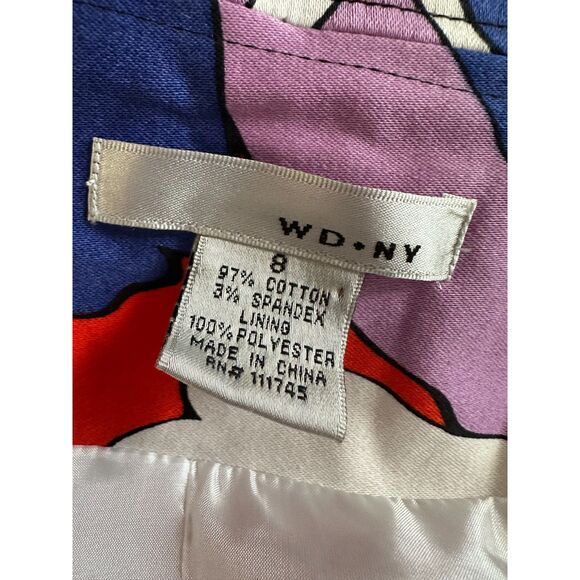 WD•NY
8
97% COTTON
3% SPANDEX
LINING
100% POLYESTER
MADE IN CHINA
RN# 111745